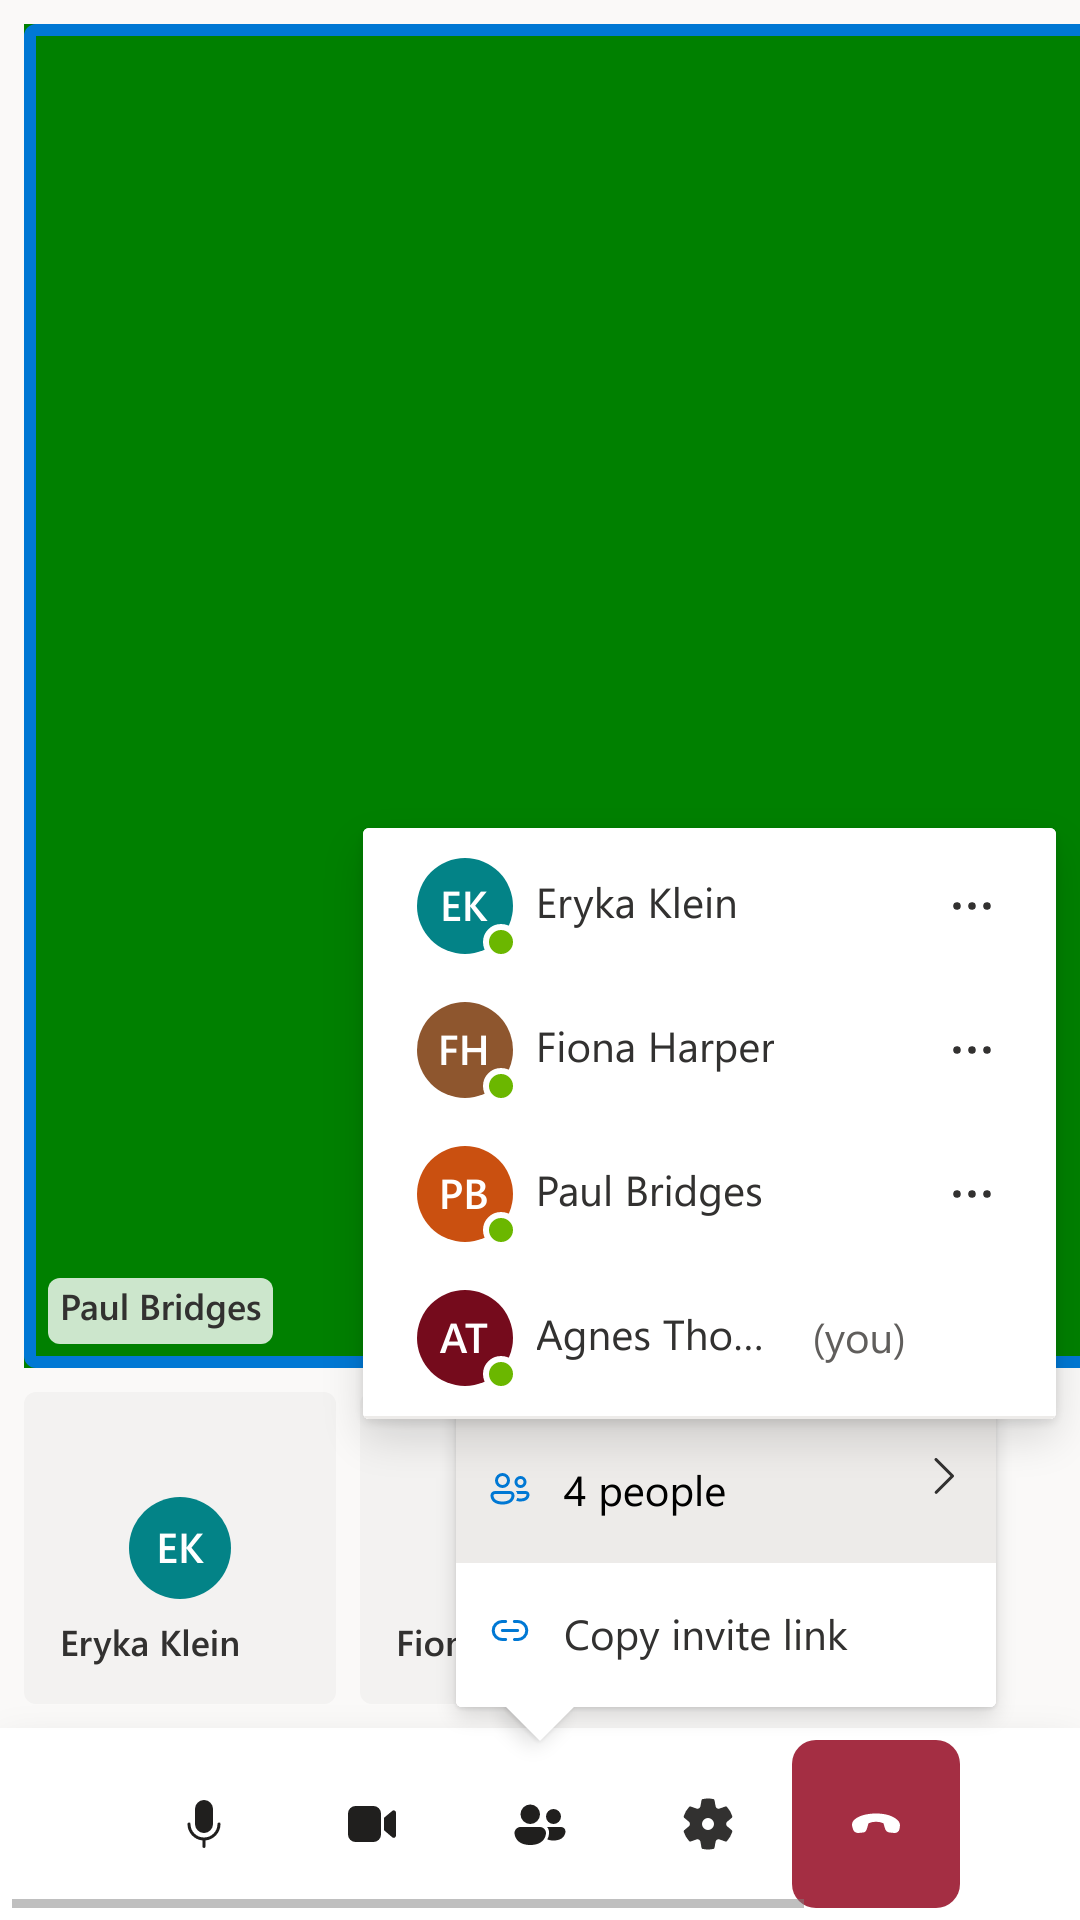 EK Eryka Klein
FH Fiona Harper
PB Paul Bridges
Paul Bridges
AT Agnes Tho... (you)
4 people
EK
Copy invite link
Eryka Klein
Fior